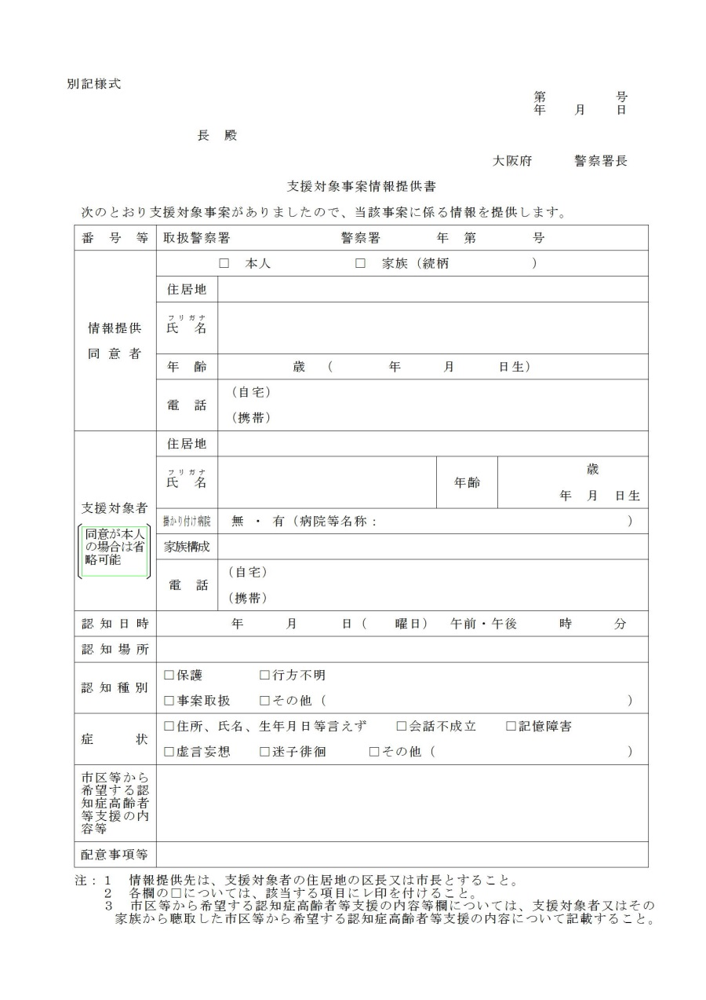 別記様式
第　　　号
年　　月　　日
長　殿
大阪府　　　警察署長
支援対象事案情報提供書
次のとおり支援対象事案がありましたので、当該事案に係る情報を提供します。
番　号　等　取扱警察署　　　警察署　　　年　第　　　号
□　本人　　　□　家族（続柄　　　）
住居地
フリガナ
氏　名
情報提供
同意者
年　齢　　　歳　（　　　年　　　月　　　日生）
電　話
（自宅）
（携帯）
住居地
フリガナ
氏　名
年齢
歳
年　月　日生
支援対象者
同意が本人
の場合は省
略可能
掛かり付け病院　無　・　有（病院等名称：　　　）
家族構成
電　話
（自宅）
（携帯）
認知日時　　　年　　　月　　　日（　　曜日）　午前・午後　　　時　　　分
認知場所
認知種別
□保護　　　□行方不明
□事案取扱　　□その他（　　　）
症　　　状
□住所、氏名、生年月日等言えず　　□会話不成立　　□記憶障害
□虚言妄想　　□迷子徘徊　　□その他（　　　）
市区等から
希望する認
知症高齢者
等支援の内
容等
配意事項等
注：１　情報提供先は、支援対象者の住居地の区長又は市長とすること。
２　各欄の□については、該当する項目にレ印を付けること。
３　市区等から希望する認知症高齢者等支援の内容等欄については、支援対象者又はその
家族から聴取した市区等から希望する認知症高齢者等支援の内容について記載すること。